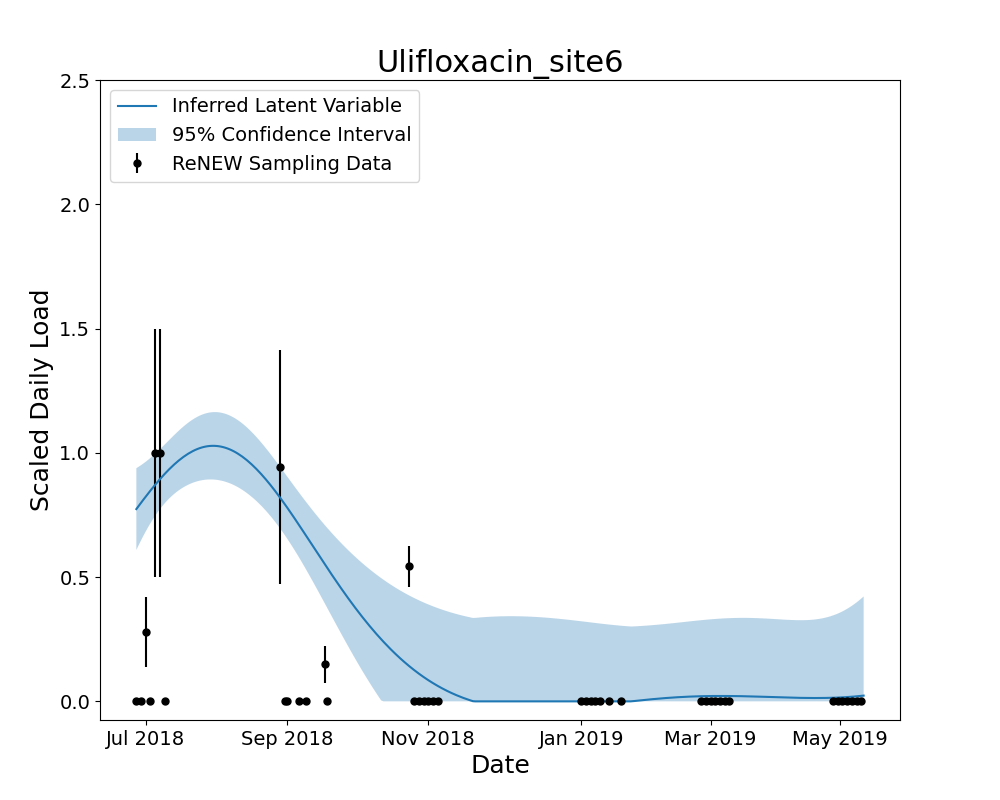 Ulifloxacin_site6
Inferred Latent Variable
95% Confidence Interval
ReNEW Sampling Data
Scaled Daily Load
2.5
2.0
1.5
1.0
0.5
0.0
Jul 2018 Sep 2018 Nov 2018 Jan 2019 Mar 2019 May 2019
Date